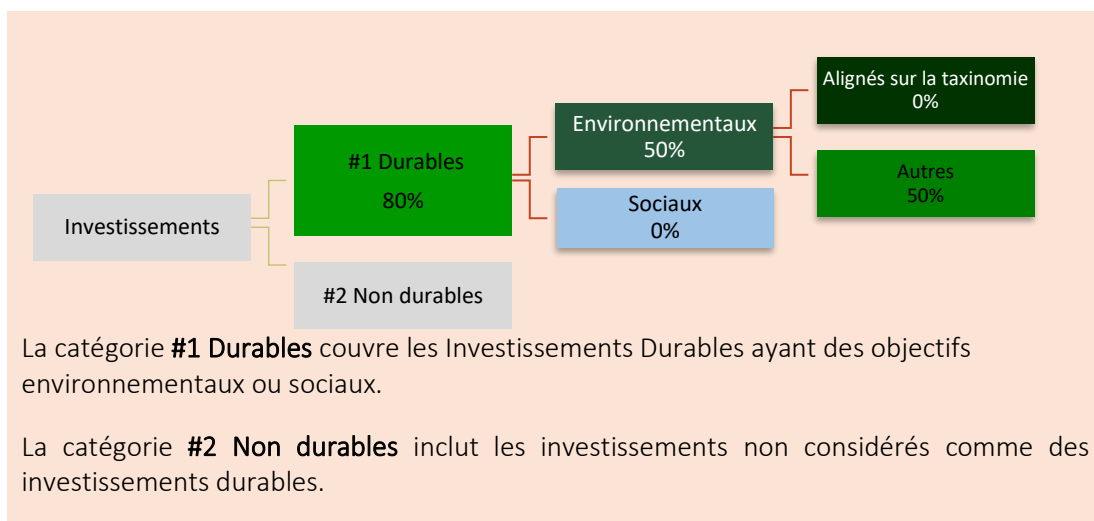 Investissements
#1 Durables
80%
#2 Non durables
Environnementaux
50%
Sociaux
0%
Alignés sur la taxinomie
0%
Autres
50%
La catégorie #1 Durables couvre les Investissements Durables ayant des objectifs
environnementaux ou sociaux.
La catégorie #2 Non durables inclut les investissements non considérés comme des
investissements durables.